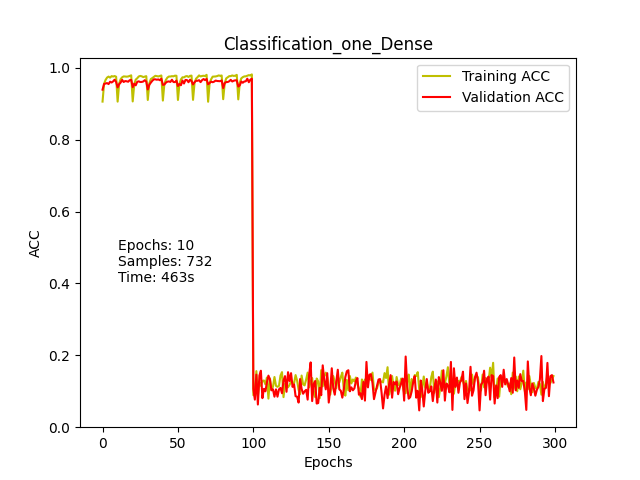 Classification_one_Dense
Training ACC
Validation ACC
1.0
0.8
0.6
0.4
0.2
0.0
ACC
Epochs: 10
Samples: 732
Time: 463s
0
50
100
150
200
250
300
Epochs